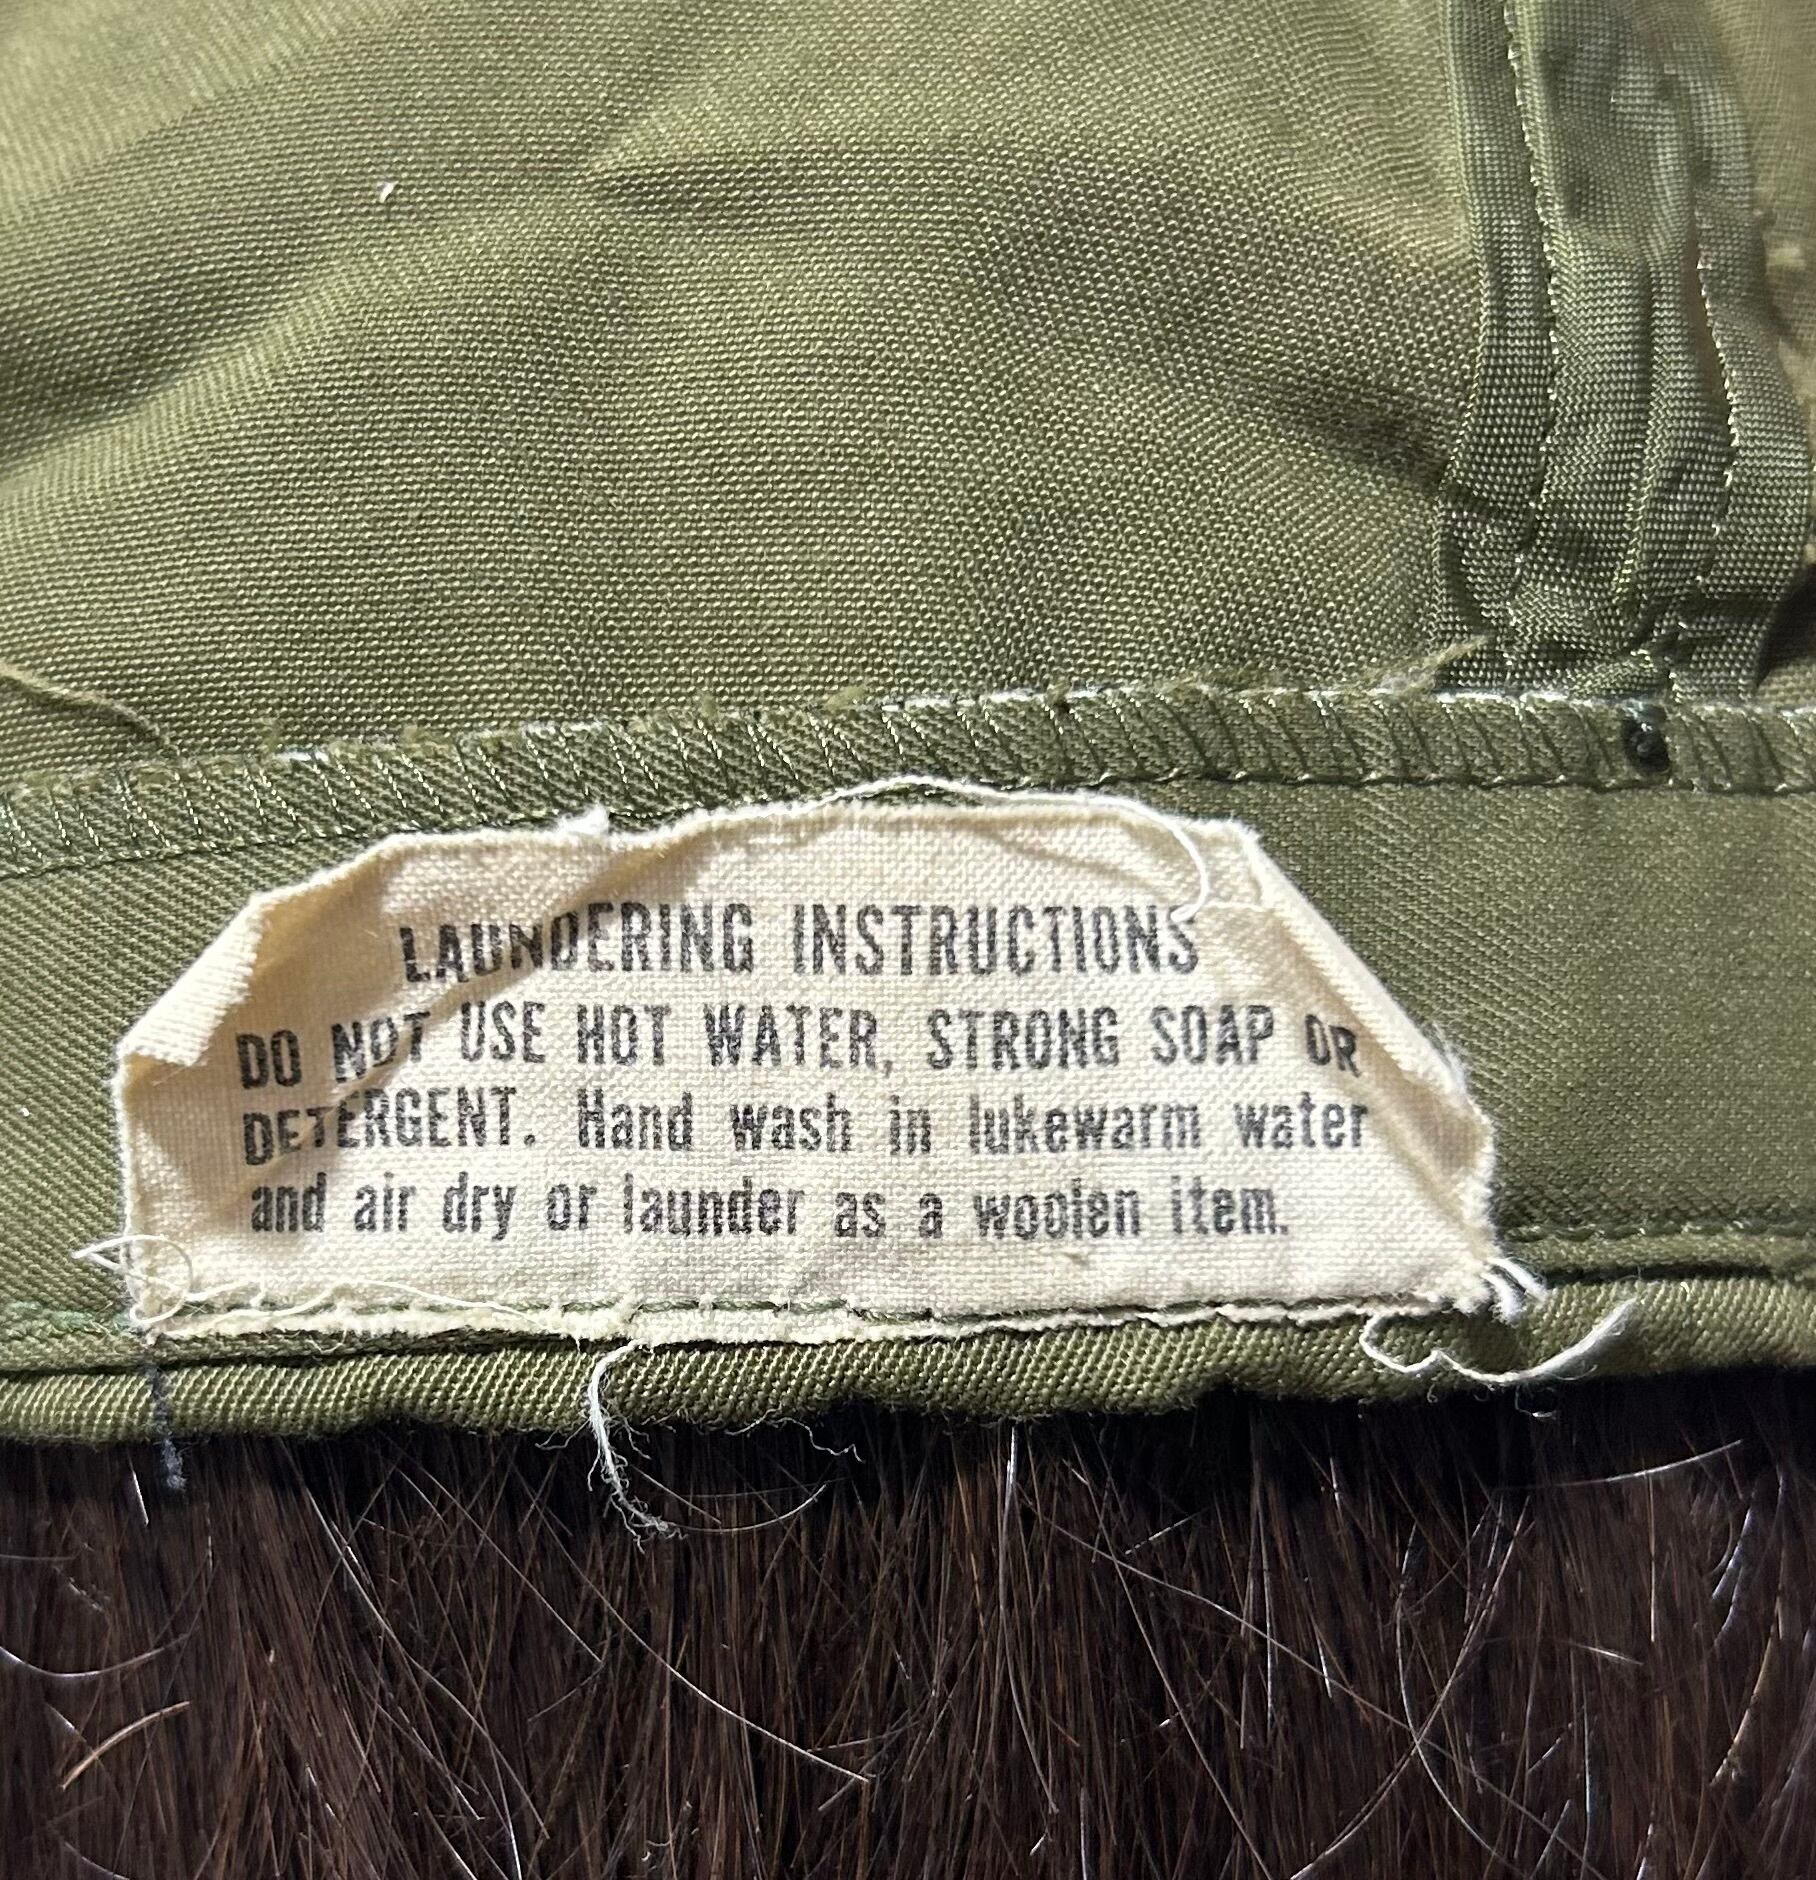 LAUNDERING INSTRUCTIONS
DO NOT USE HOT WATER, STRONG SOAP OR
DETERGENT. Hand wash in lukewarm water
and air dry or launder as a woolen item.